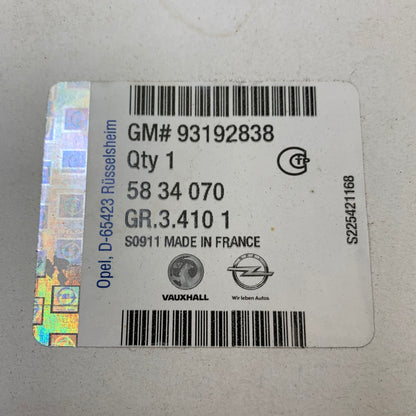 GM# 93192838
Qty 1
58 34 070
GR.3.410 1
S0911 MADE IN FRANCE
VAUXHALL
Wir leben Autos.
Opel, D-65423 Rüsselsheim
S225421168